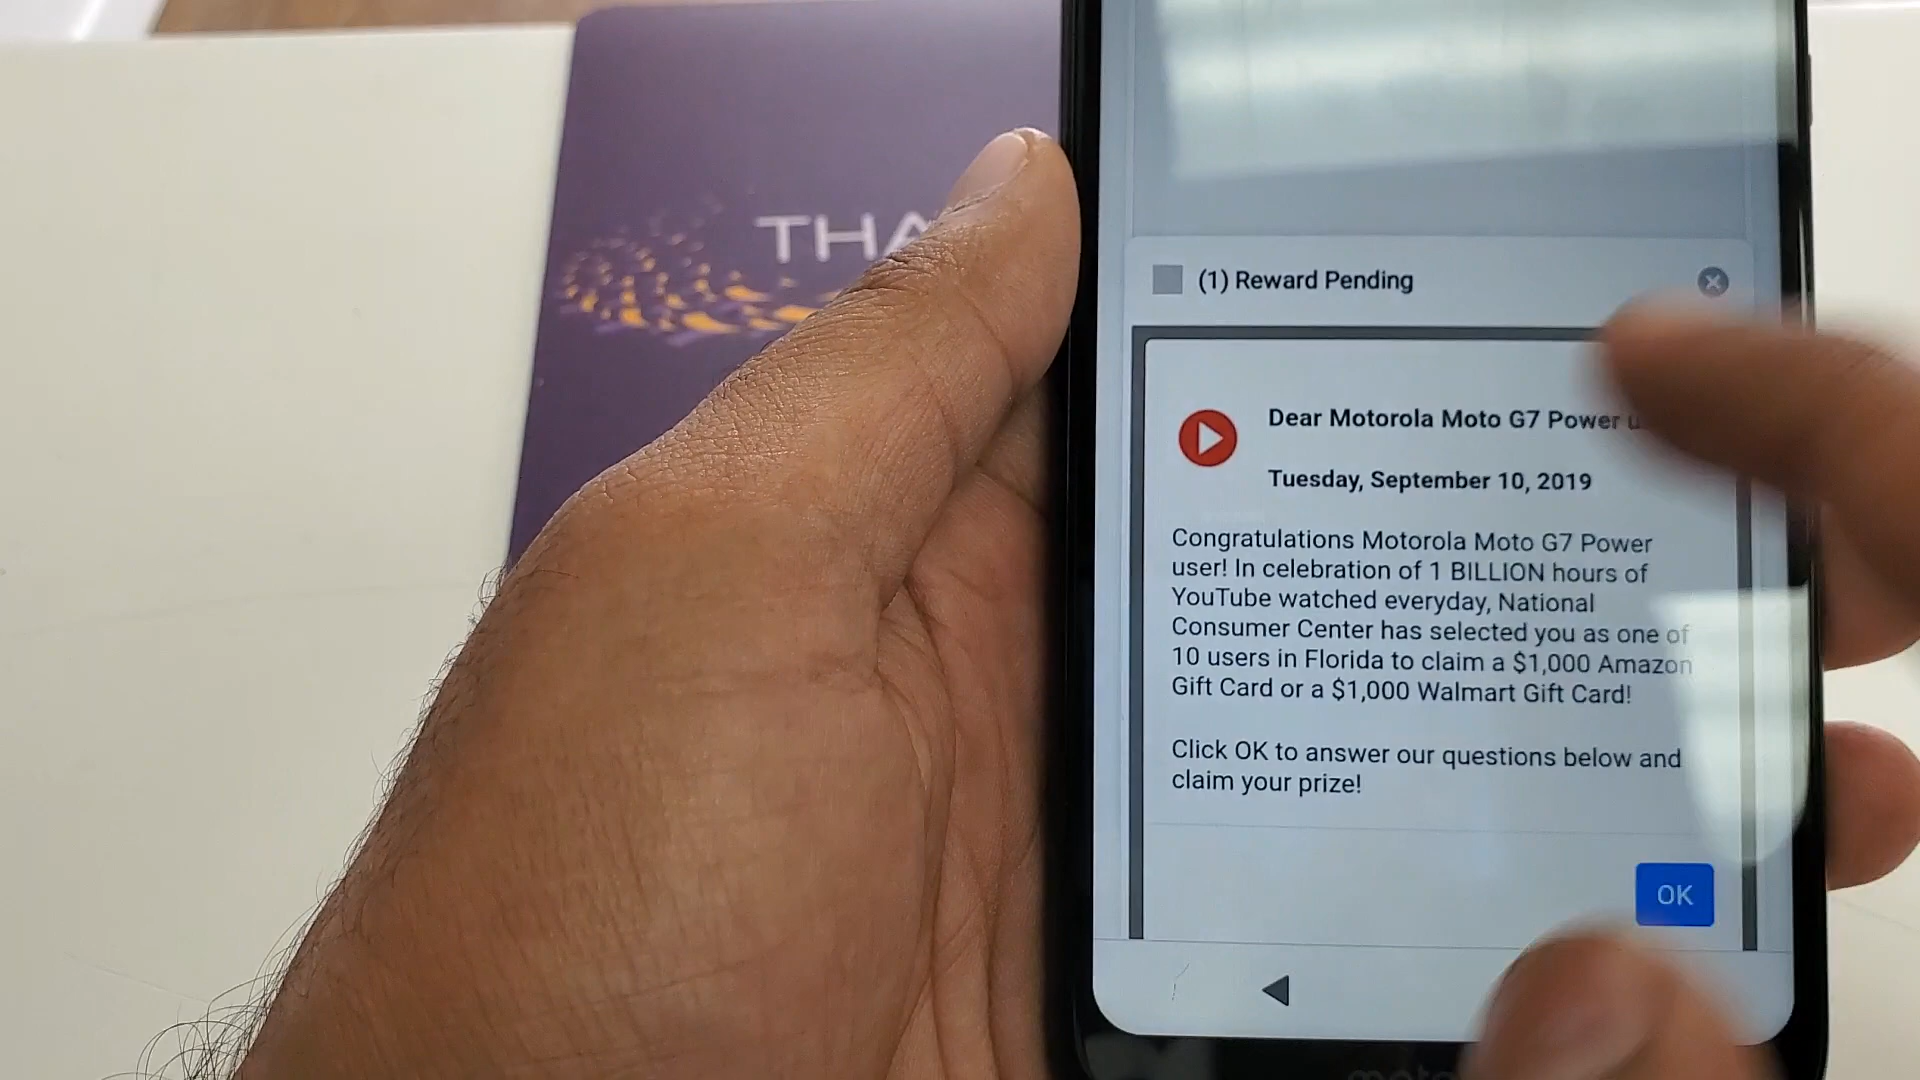 THA
(1) Reward Pending
Dear Motorola Moto G7 Power
Tuesday, September 10, 2019
Congratulations Motorola Moto G7 Power
user! In celebration of 1 BILLION hours of
YouTube watched everyday, National
Consumer Center has selected you as one of
10 users in Florida to claim a $1,000 Amazon
Gift Card or a $1,000 Walmart Gift Card!
Click OK to answer our questions below and
claim your prize!
OK